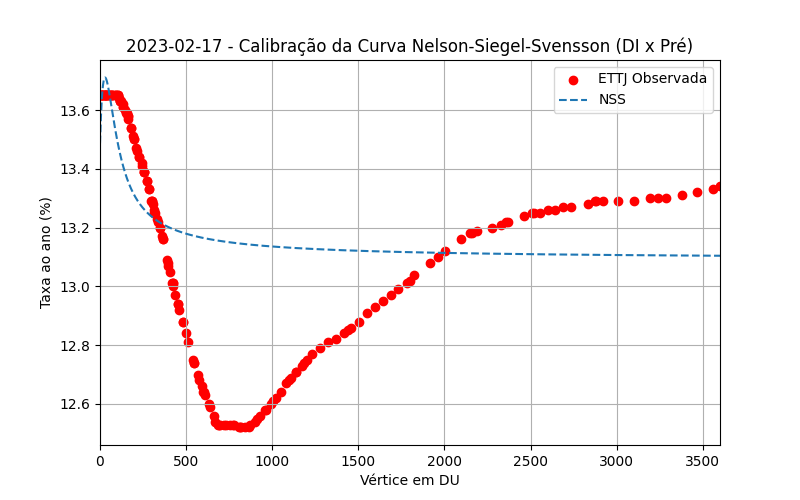 2023-02-17 - Calibração da Curva Nelson-Siegel-Svensson (DI x Pré)
ETTJ Observada
NSS
Taxa ao ano (%)
13.6
13.4
13.2
13.0
12.8
12.6
0 500 1000 1500 2000 2500 3000 3500
Vértice em DU